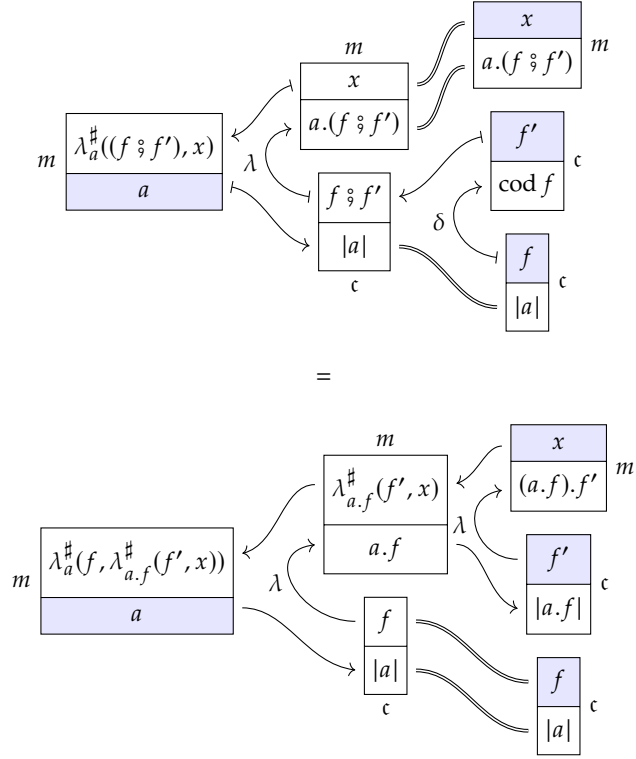 x
m
a.(f ⨟ f′)
m
x
a.(f ⨟ f′)
f′
c
cod f
λ♯a((f ⨟ f′), x)
m
a
λ
f ⨟ f′
|a|
c
δ
f
c
|a|
=
x
m
(a.f).f′
m
λ♯a.f(f′, x)
a.f
λ
f′
c
|a.f|
λ♯a(f, λ♯a.f(f′, x))
m
a
λ
f
|a|
c
f
c
|a|